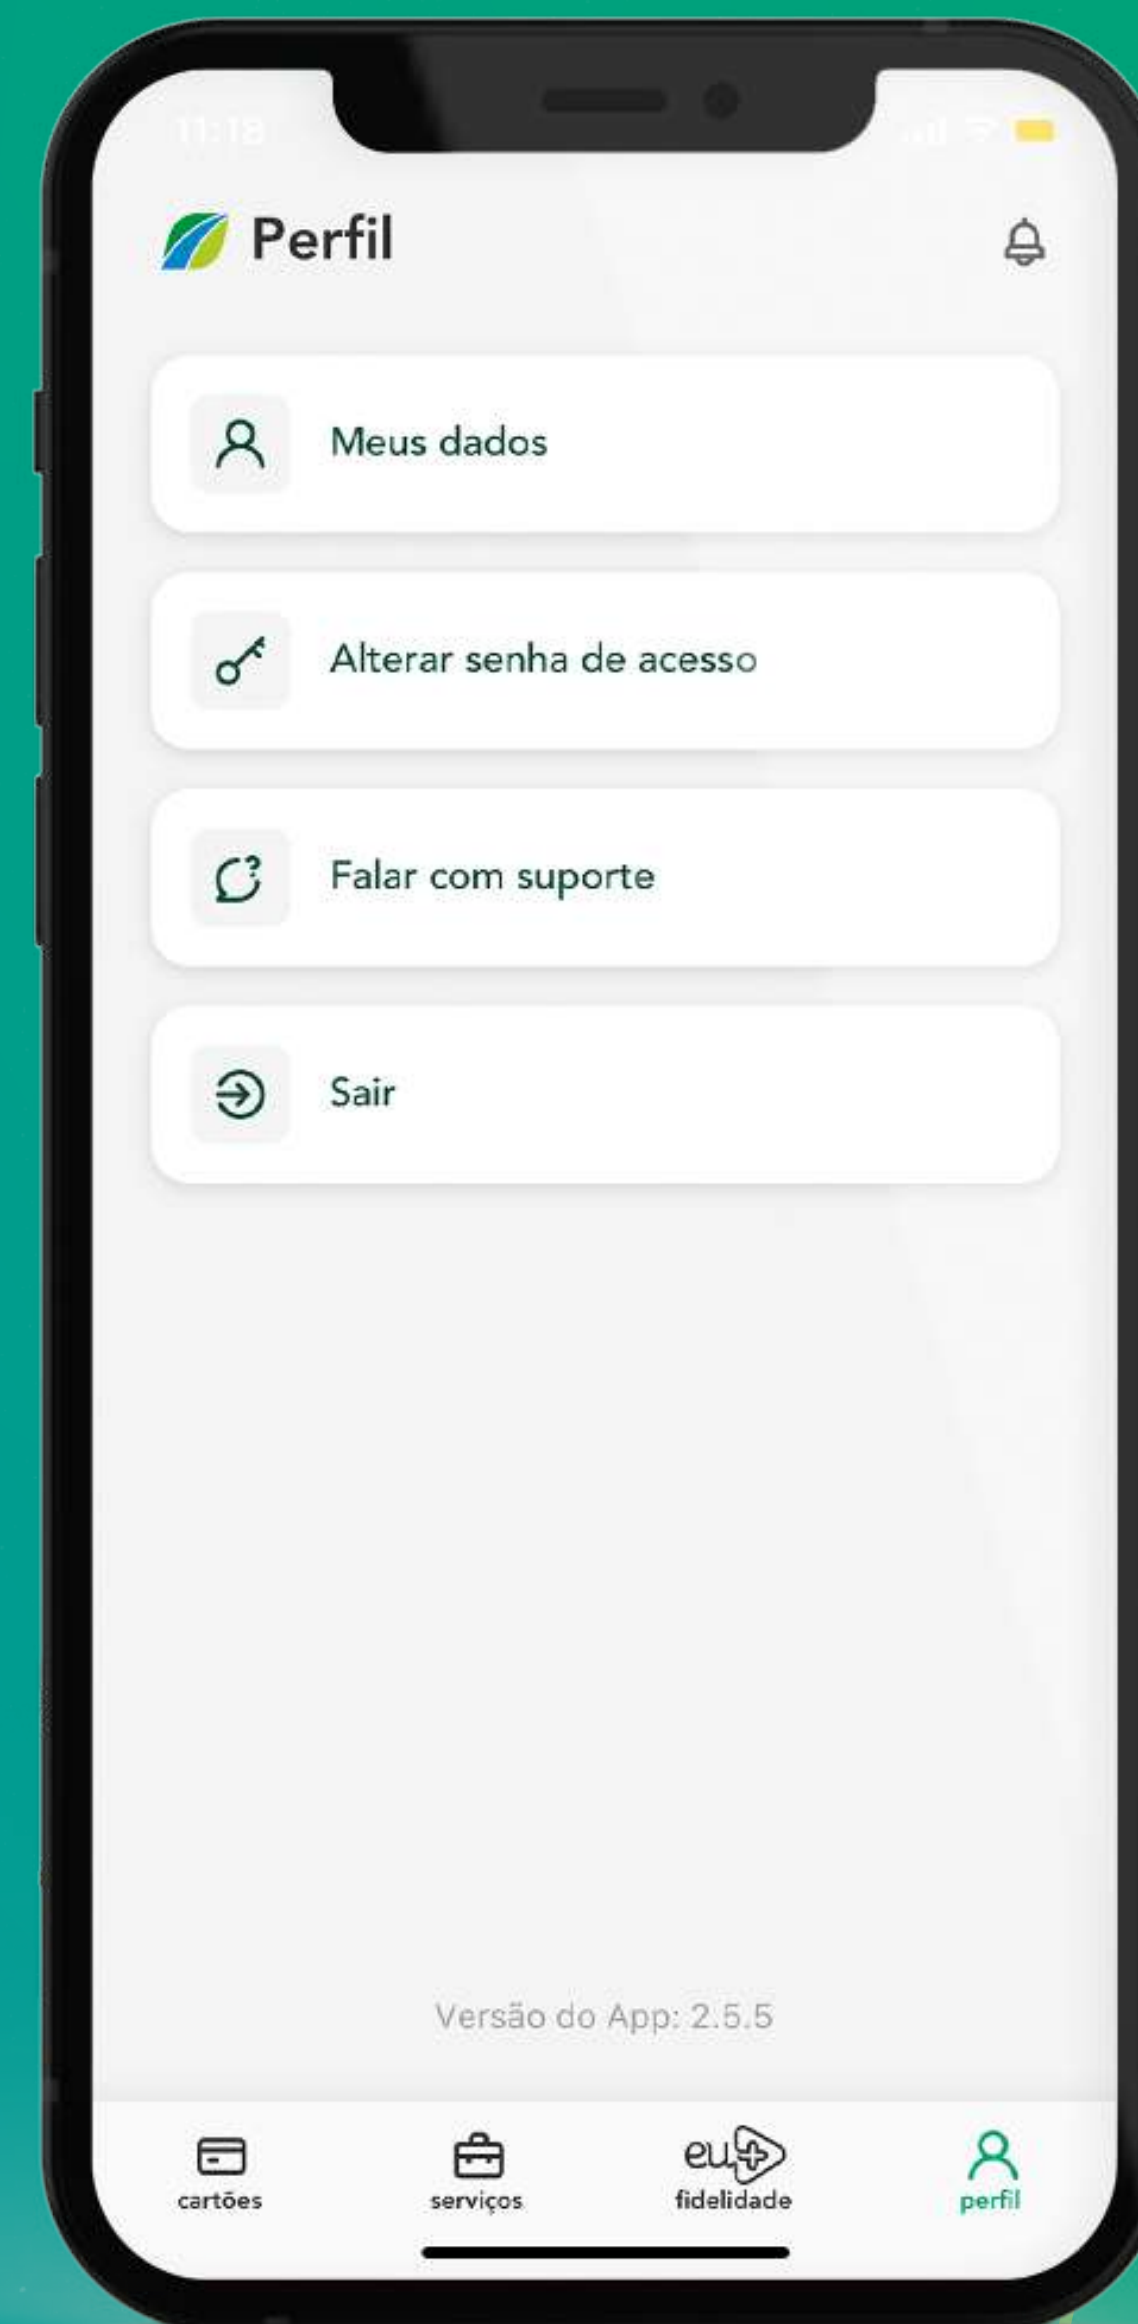 11:18
Perfil
Meus dados
Alterar senha de acesso
Falar com suporte
Sair
Versão do App: 2.5.5
cartões
serviços
eu+
fidelidade
perfil